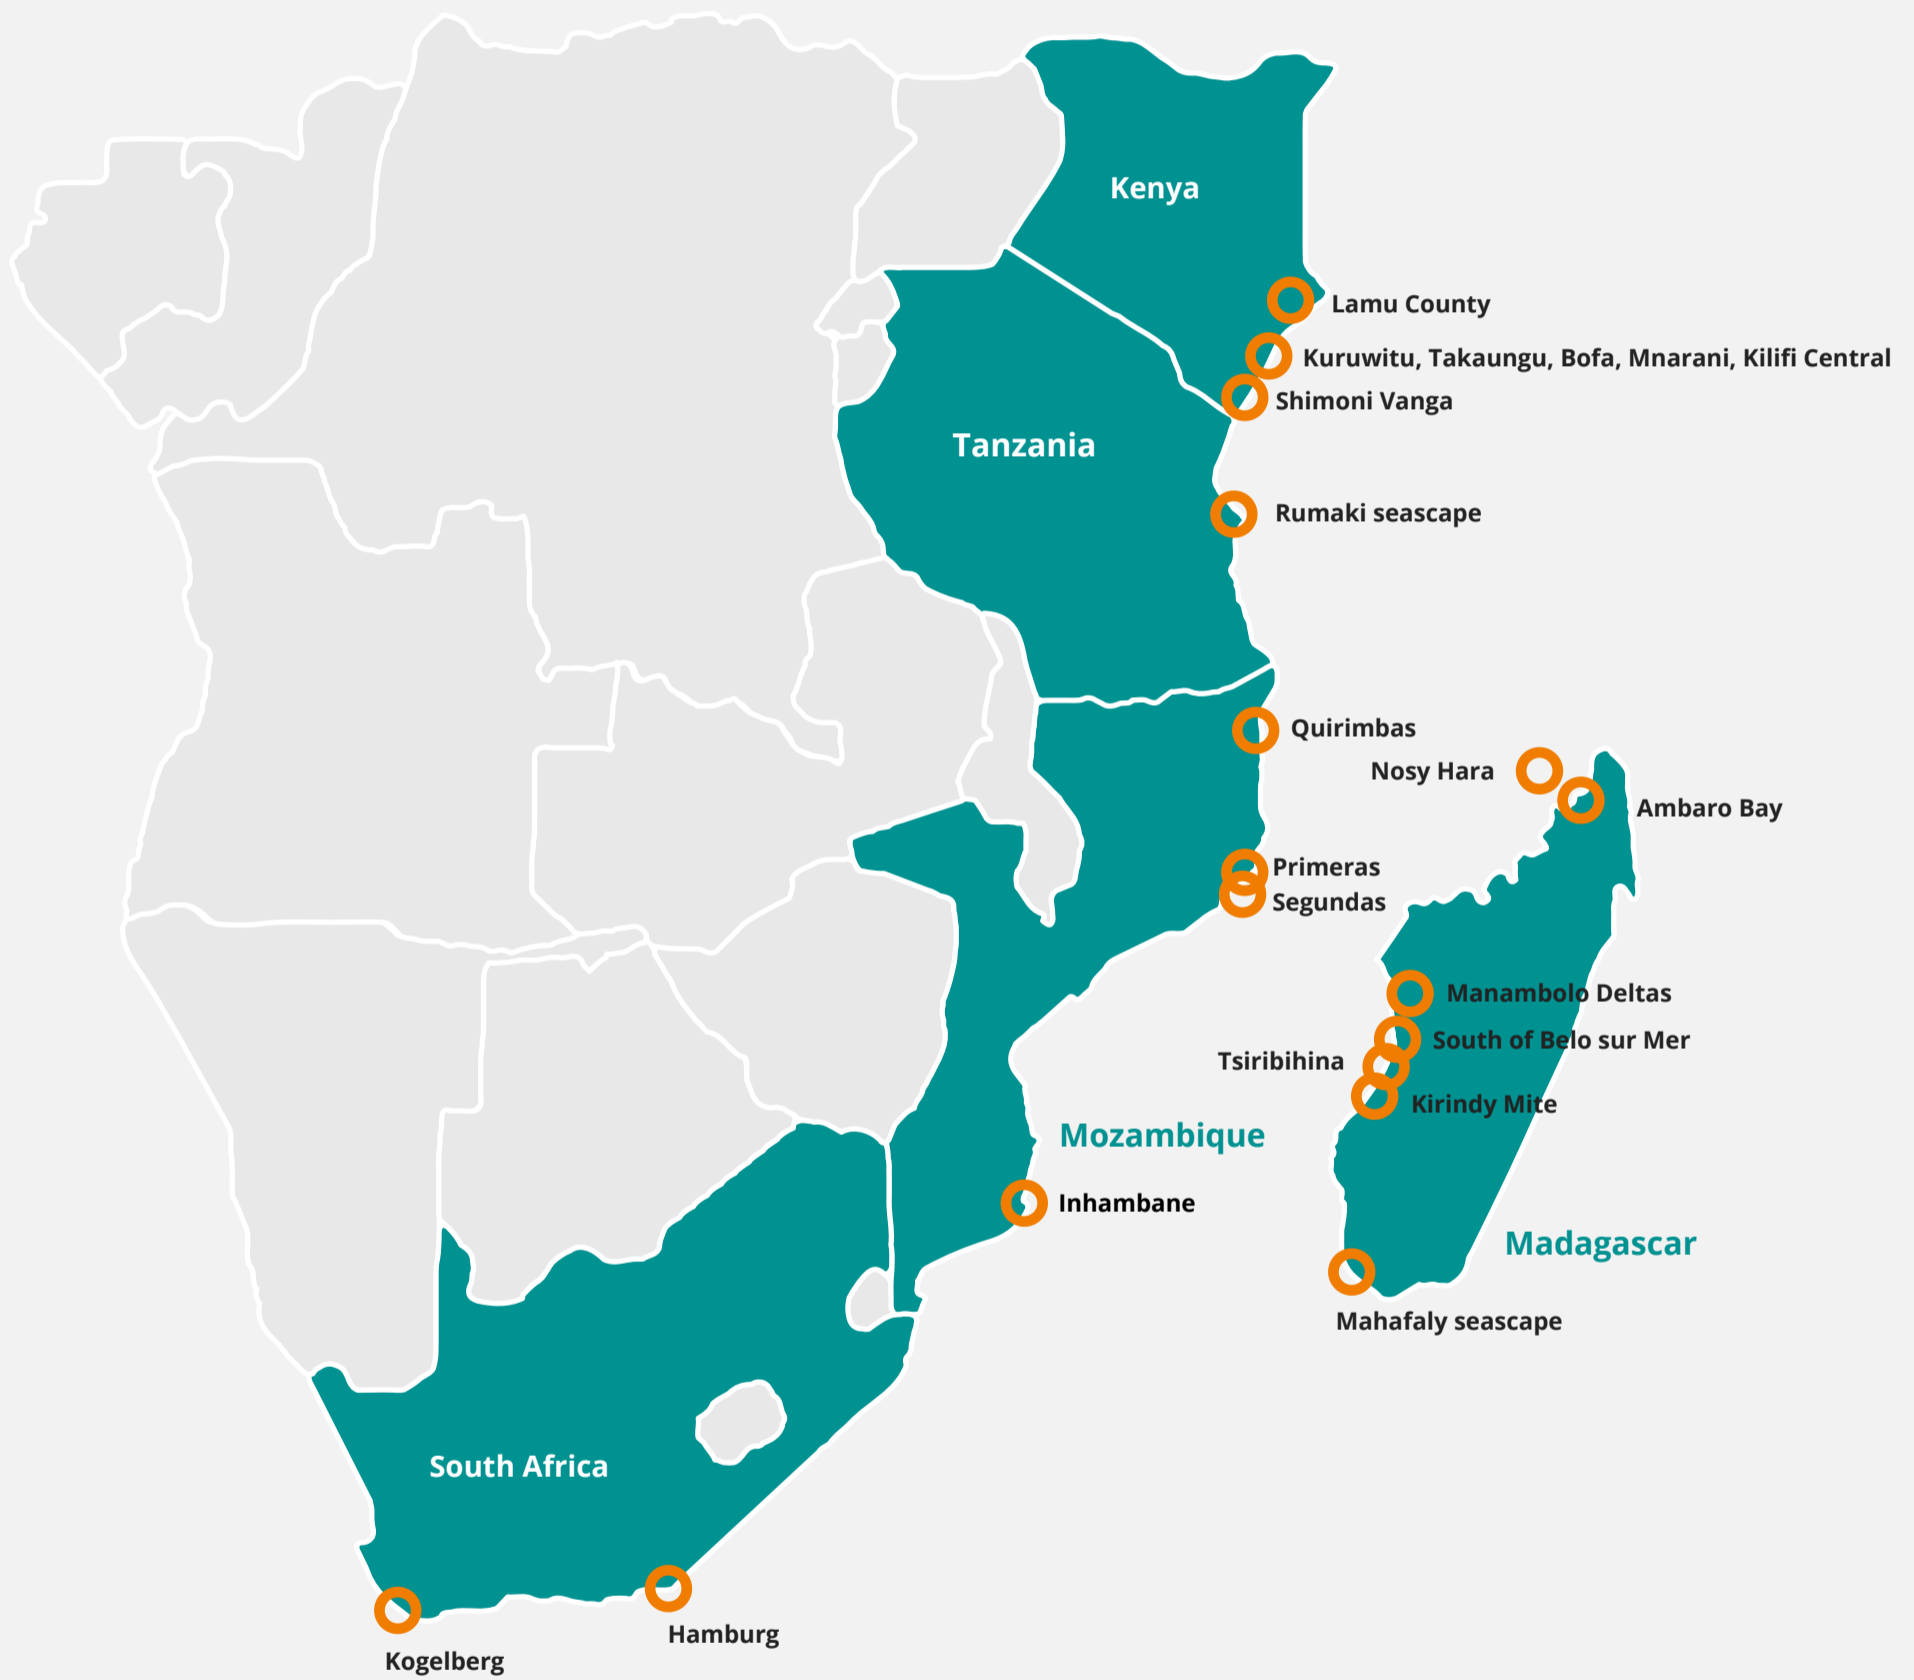 Kenya
Lamu County
Kuruwitu, Takaungu, Bofa, Mnarani, Kilifi Central
Shimoni Vanga
Tanzania
Rumaki seascape
Quirimbas
Nosy Hara
Ambaro Bay
Primeras
Segundas
Manambolo Deltas
South of Belo sur Mer
Tsiribihina
Kirindy Mite
Mozambique
Inhambane
Madagascar
Mahafaly seascape
South Africa
Hamburg
Kogelberg